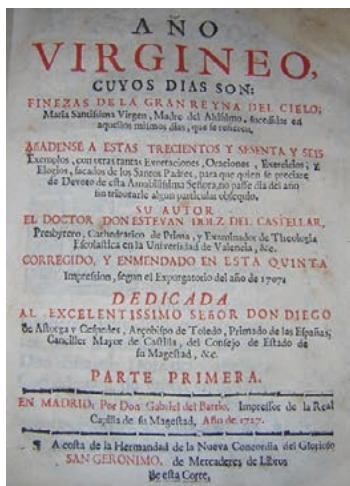 AÑO
VIRGINEO,
CUYOS DIAS SON:
FINEZAS DE LA GRAN REYNA DEL CIELO;
Maria Santissima Virgen, Madre del Altissimo, sucedidas en
aquellos mismos dias, que se refieren.
AÑADENSE A ESTAS TRECIENTOS Y SESENTA Y SEIS
Exemplos, con otras tantas Exortaciones, Oraciones, Exercicios, y
Elogios, sacados de los Santos Padres, para que quien se preciare
de Devoto de esta Amabilissima Señora, no passe dia del año
sin tributarle algun particular obsequio.
SU AUTOR
EL DOCTOR DON ESTEVAN DOLZ DEL CASTELLAR,
Presbytero, Cathedratico de Prima, y Examinador de Theologia
Escolastica en la Universidad de Valencia, &c.
CORREGIDO, Y ENMENDADO EN ESTA QUINTA
Impression, segun el Expurgatorio del año de 1707.
DEDICADA
AL EXCELENTISSIMO SEÑOR DON DIEGO
de Astorga y Cespedes, Arçobispo de Toledo, Primado de las Españas,
Canciller Mayor de Castilla, del Consejo de Estado de
su Magestad, &c.
PARTE PRIMERA.
EN MADRID: Por Don Gabriel del Barrio, Impressor de la Real
Capilla de su Magestad, Año de 1727.
¶ A costa de la Hermandad de la Nueva Concordia del Glorioso
SAN GERONIMO, de Mercaderes de Libros
de esta Corte.